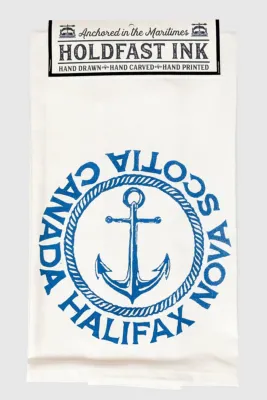 Anchored in the Maritimes
HOLDFAST INK
HAND DRAWN HAND CARVED HAND PRINTED
CANADA HALIFAX NOVA SCOTIA